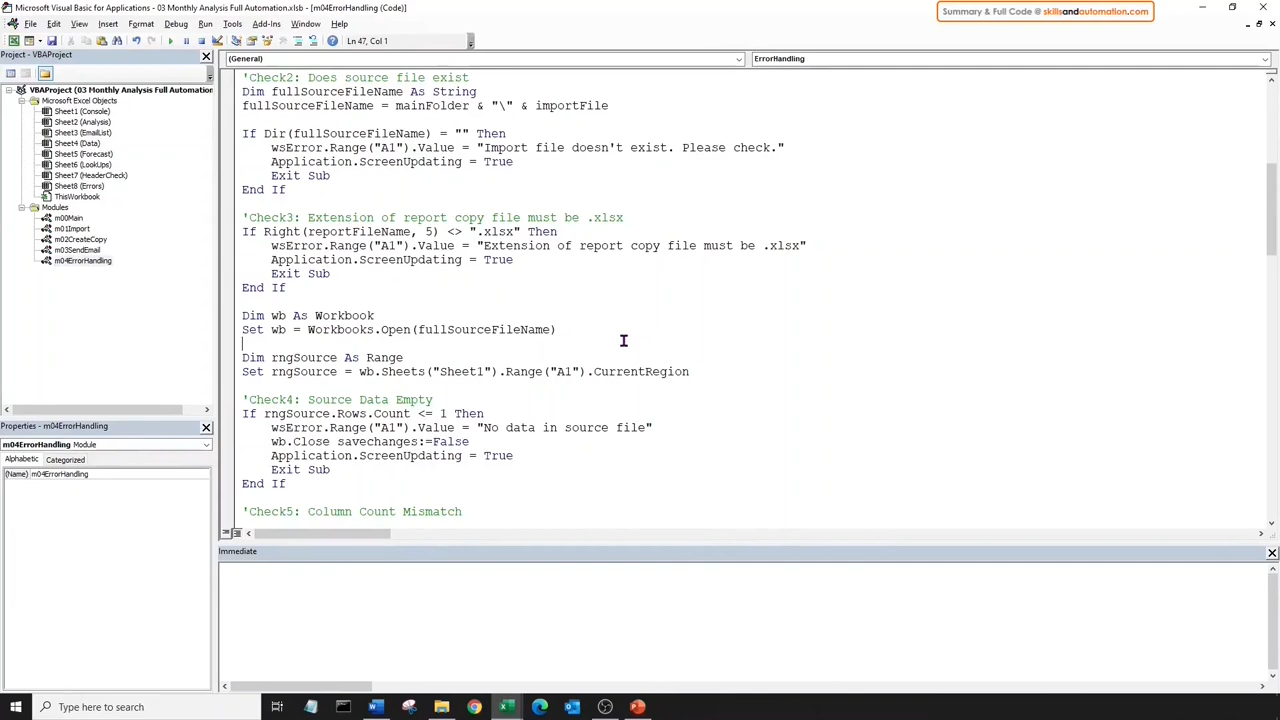 Microsoft Visual Basic for Applications - 03 Monthly Analysis Full Automation.xlsb - [m04ErrorHandling (Code)]
Summary & Full Code @ skillsandautomation.com
File Edit View Insert Format Debug Run Tools Add-Ins Window Help
Ln 47, Col 1
Project - VBAProject
(General)
ErrorHandling
VBAProject (03 Monthly Analysis Full Automation
Microsoft Excel Objects
Sheet1 (Console)
Sheet2 (Analysis)
Sheet3 (EmailList)
Sheet4 (Data)
Sheet5 (Forecast)
Sheet6 (LookUps)
Sheet7 (HeaderCheck)
Sheet8 (Errors)
ThisWorkbook
Modules
m00Main
m01Import
m02CreateCopy
m03SendEmail
m04ErrorHandling
Properties - m04ErrorHandling
m04ErrorHandling Module
Alphabetic Categorized
(Name) m04ErrorHandling
'Check2: Does source file exist
Dim fullSourceFileName As String
fullSourceFileName = mainFolder & "\" & importFile
If Dir(fullSourceFileName) = "" Then
wsError.Range("A1").Value = "Import file doesn't exist. Please check."
Application.ScreenUpdating = True
Exit Sub
End If
'Check3: Extension of report copy file must be .xlsx
If Right(reportFileName, 5) <> ".xlsx" Then
wsError.Range("A1").Value = "Extension of report copy file must be .xlsx"
Application.ScreenUpdating = True
Exit Sub
End If
Dim wb As Workbook
Set wb = Workbooks.Open(fullSourceFileName)
Dim rngSource As Range
Set rngSource = wb.Sheets("Sheet1").Range("A1").CurrentRegion
'Check4: Source Data Empty
If rngSource.Rows.Count <= 1 Then
wsError.Range("A1").Value = "No data in source file"
wb.Close savechanges:=False
Application.ScreenUpdating = True
Exit Sub
End If
'Check5: Column Count Mismatch
Immediate
Type here to search